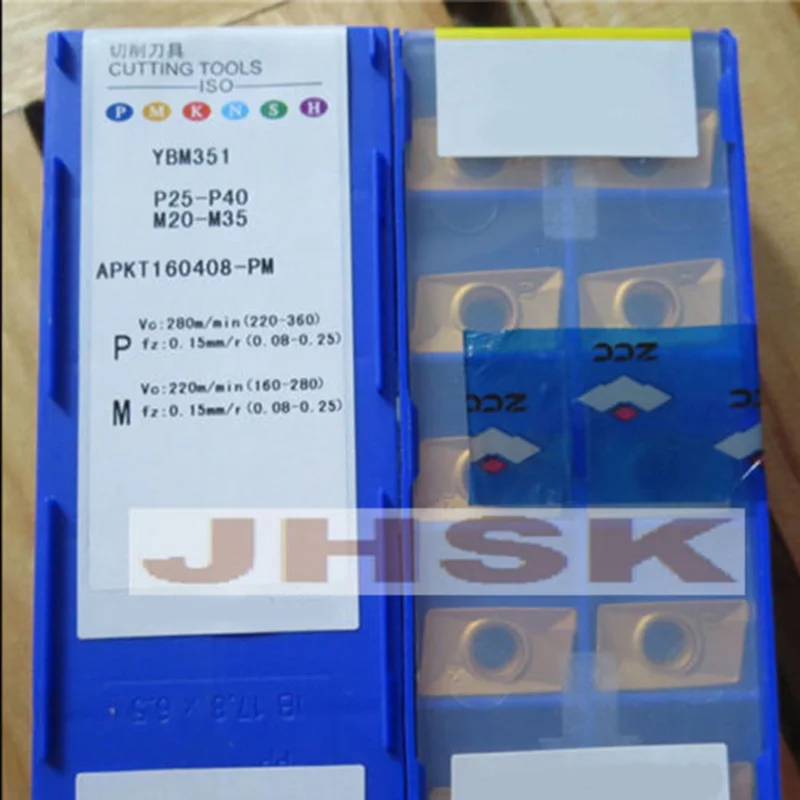 切削刀具
CUTTING TOOLS
ISO
P M K N S H
YBM351
P25-P40
M20-M35
APKT160408-PM
P
Vc:280m/min(220-360)
fz:0.15mm/r(0.08-0.25)
M
Vc:220m/min(160-280)
fz:0.15mm/r(0.08-0.25)
ZCC
ZCC
JHSK